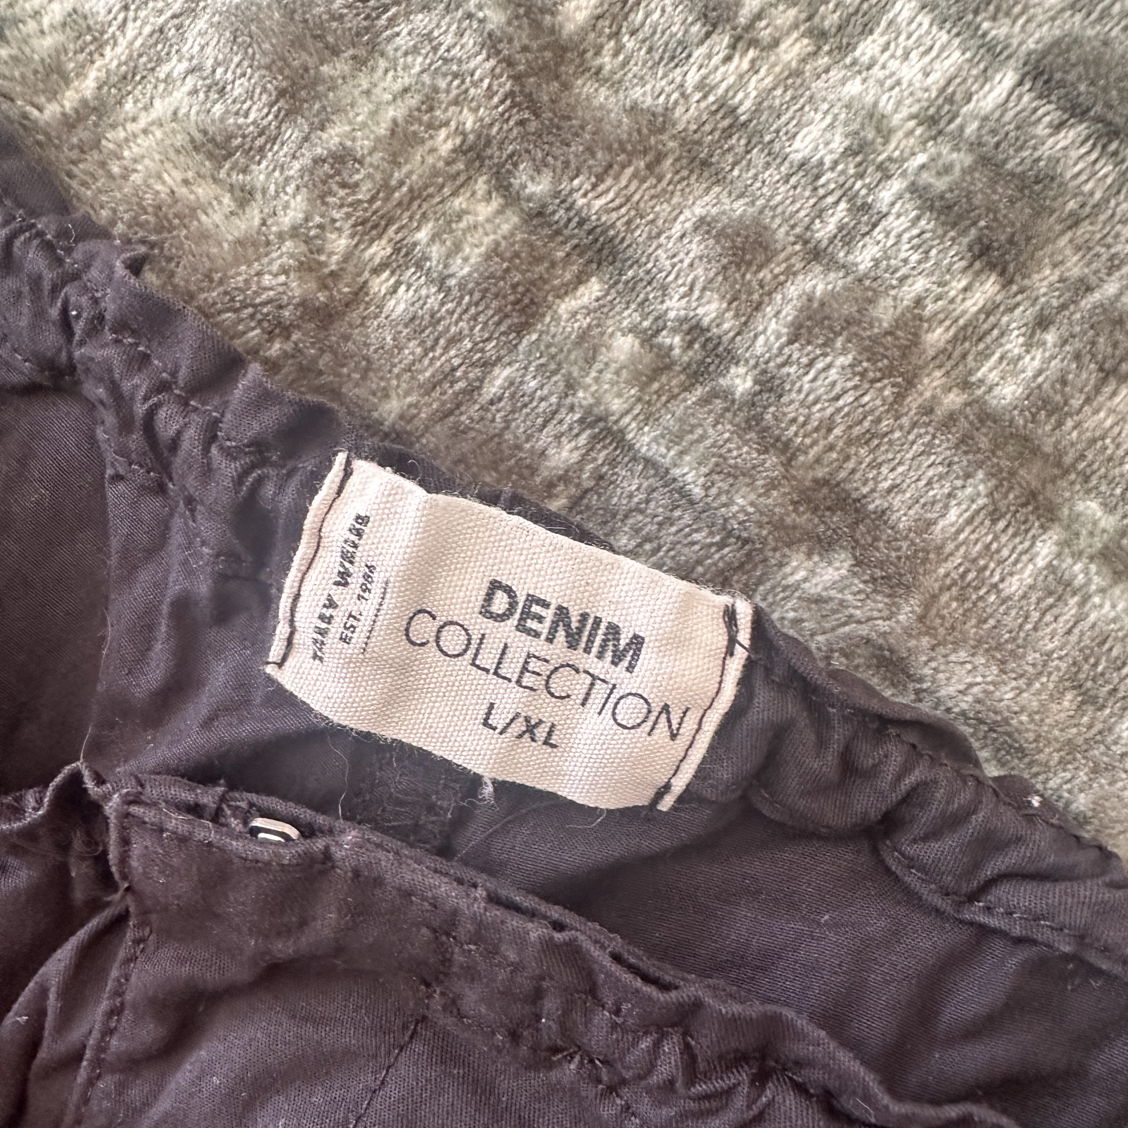 TALLY WEiJL
EST. 1984
DENIM
COLLECTION
L/XL